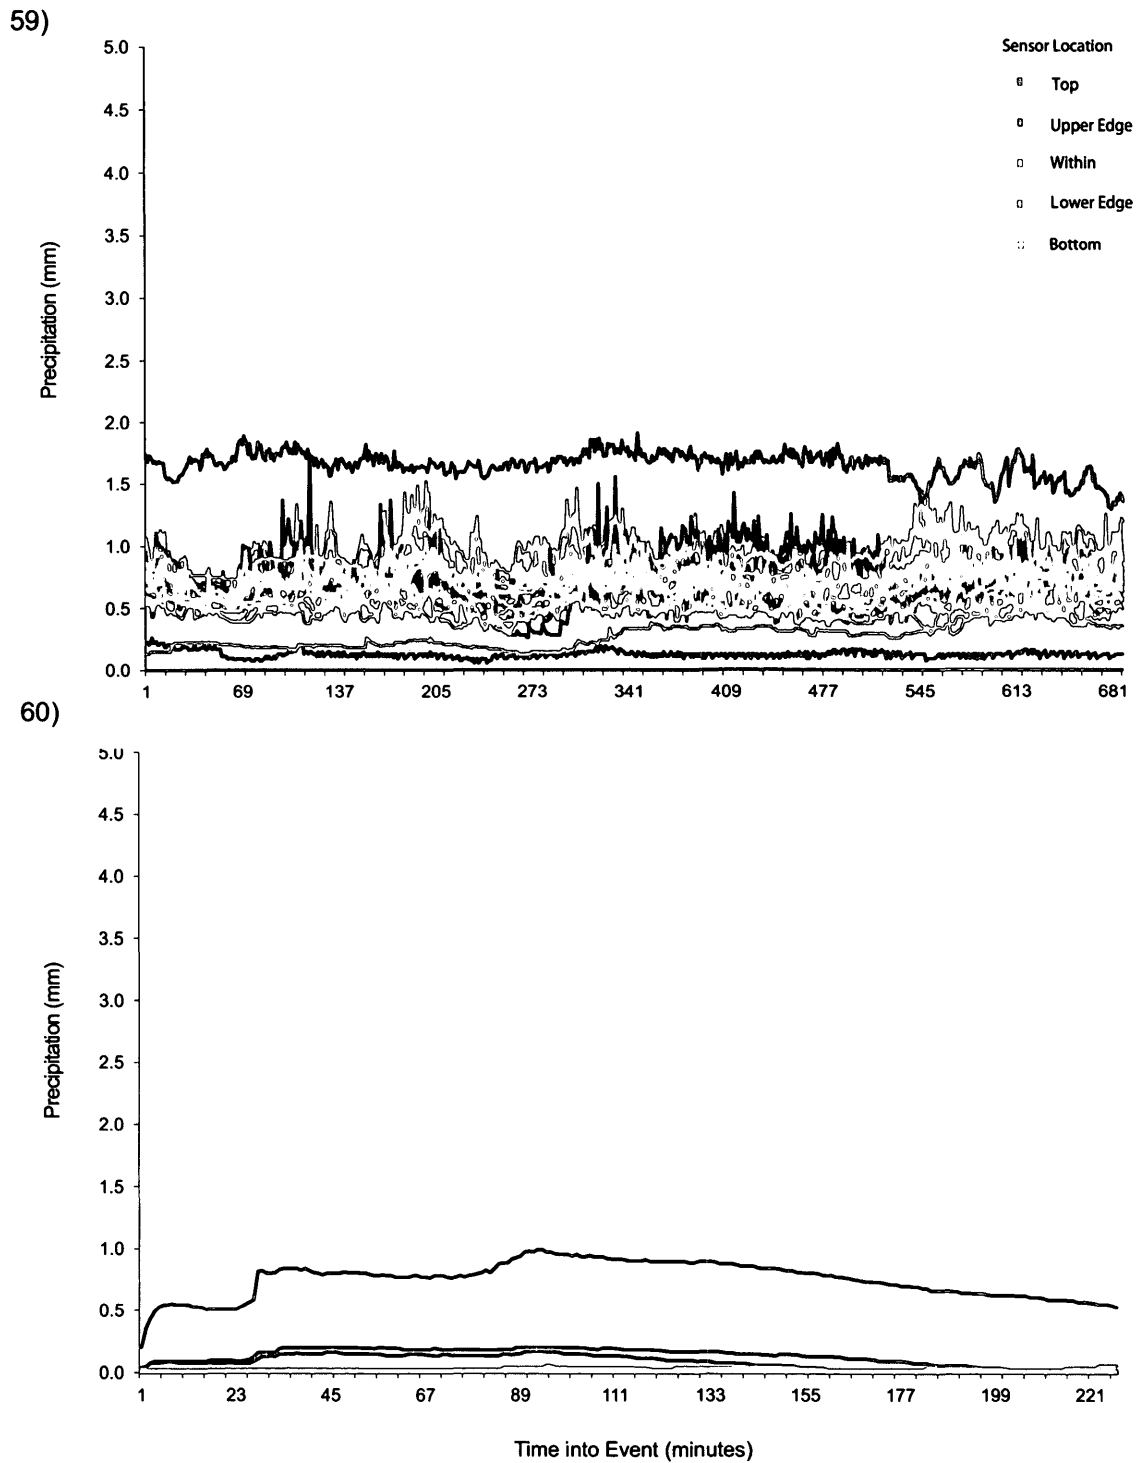 59)
5.0
4.5
4.0
3.5
3.0
2.5
2.0
1.5
1.0
0.5
0.0
Precipitation (mm)
1 69 137 205 273 341 409 477 545 613 681
Sensor Location
Top
Upper Edge
Within
Lower Edge
Bottom
60)
5.0
4.5
4.0
3.5
3.0
2.5
2.0
1.5
1.0
0.5
0.0
Precipitation (mm)
1 23 45 67 89 111 133 155 177 199 221
Time into Event (minutes)